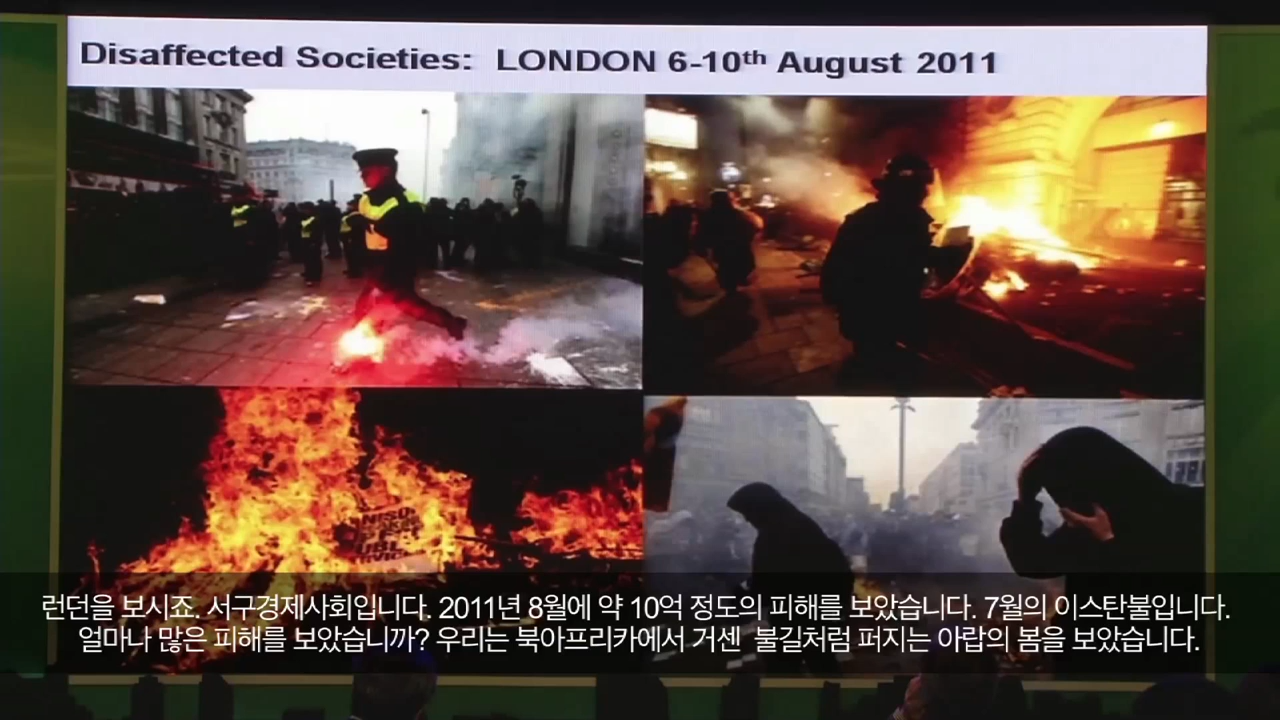 Disaffected Societies: LONDON 6-10th August 2011
런던을 보시죠. 서구경제사회입니다. 2011년 8월에 약 10억 정도의 피해를 보았습니다. 7월의 이스탄불입니다.
얼마나 많은 피해를 보았습니까? 우리는 북아프리카에서 거센 불길처럼 퍼지는 아랍의 봄을 보았습니다.